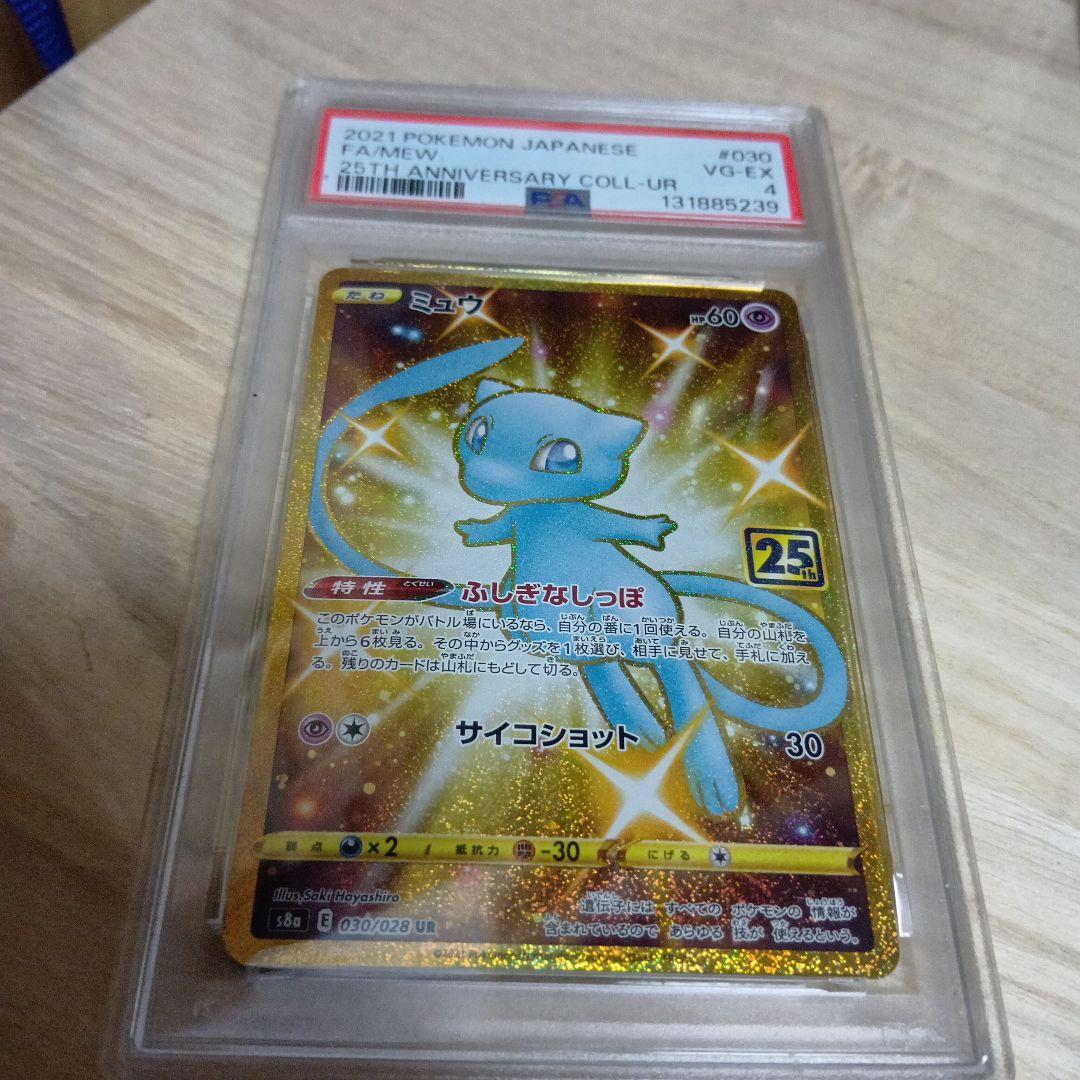 2021 POKEMON JAPANESE #030
FA/MEW VG-EX
25TH ANNIVERSARY COLL-UR 4
PSA 131885239
たね ミュウ HP60
25th
特性 とくせい ふしぎなしっぽ
このポケモンがバトル場にいるなら、自分の番に1回使える。自分の山札を
上から6枚見る。その中からグッズを1枚選び、相手に見せて、手札に加え
る。残りのカードは山札にもどして切る。
サイコショット 30
弱点 ×2 抵抗力 -30 にげる
Illus. Saki Hayashiro
s8a E 030/028 UR
遺伝子には すべての ポケモンの 情報が
含まれているので あらゆる 技が 使えるという。